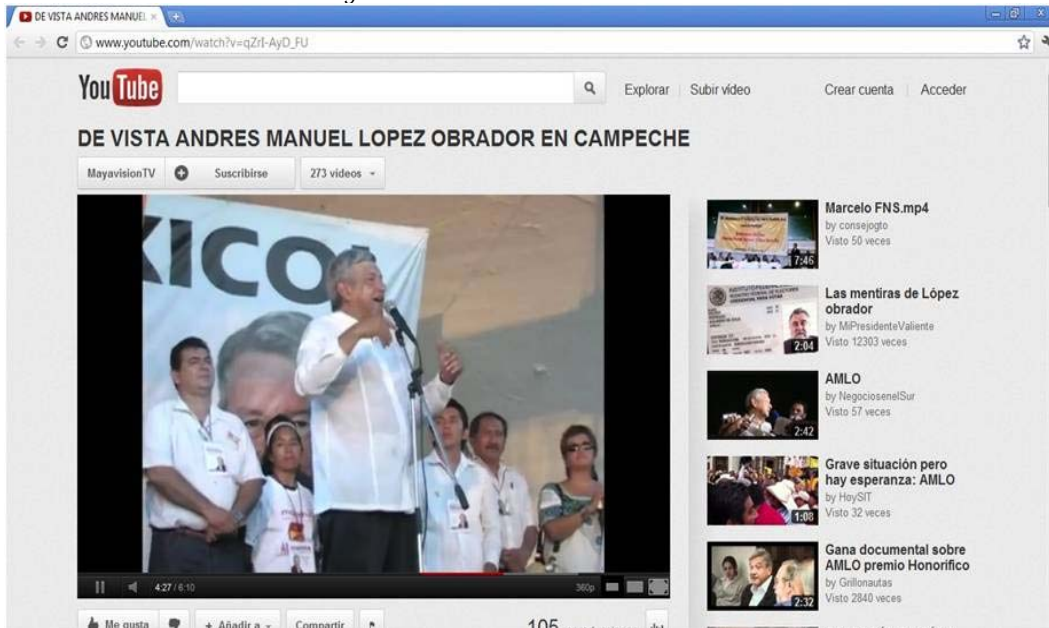 DE VISTA ANDRES MANUEL
www.youtube.com/watch?v=qZrI-AyD_FU
YouTube
Explorar
Subir vídeo
Crear cuenta
Acceder
DE VISTA ANDRES MANUEL LOPEZ OBRADOR EN CAMPECHE
MayavisionTV
Suscribirse
273 vídeos
XICO
4:27 / 6:10
360p
Me gusta
+ Añadir a
Compartir
105
Marcelo FNS.mp4
by consejogto
Visto 50 veces
7:46
Las mentiras de López
obrador
by MiPresidenteValiente
Visto 12303 veces
2:04
AMLO
by NegociosenelSur
Visto 57 veces
2:42
Grave situación pero
hay esperanza: AMLO
by HoySIT
Visto 32 veces
1:08
Gana documental sobre
AMLO premio Honorífico
by Grillonautas
Visto 2840 veces
2:32